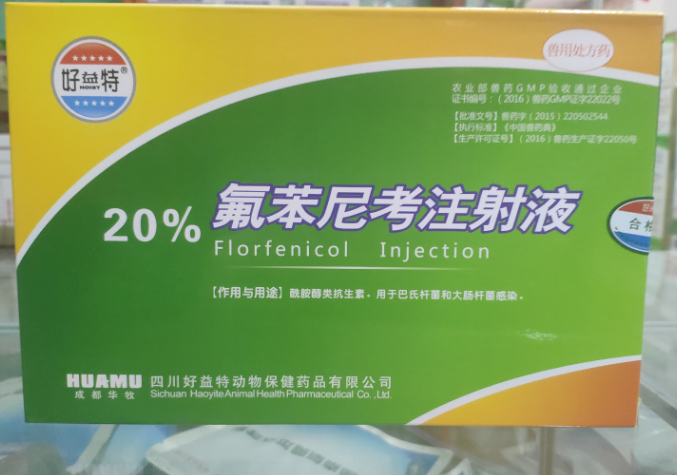 好益特®
HONEY
兽用处方药
农业部兽药GMP验收通过企业
证书编号：（2016）兽药GMP证字22022号
【批准文号】兽药字（2015）220502544
【执行标准】《中国兽药典》
【生产许可证号】（2016）兽药生产证字22050号
20% 氟苯尼考注射液
Florfenicol Injection
合格
【作用与用途】酰胺醇类抗生素。用于巴氏杆菌和大肠杆菌感染。
HUAMU 四川好益特动物保健药品有限公司
成都华牧 Sichuan Haoyite Animal Health Pharmaceutical Co.,Ltd.